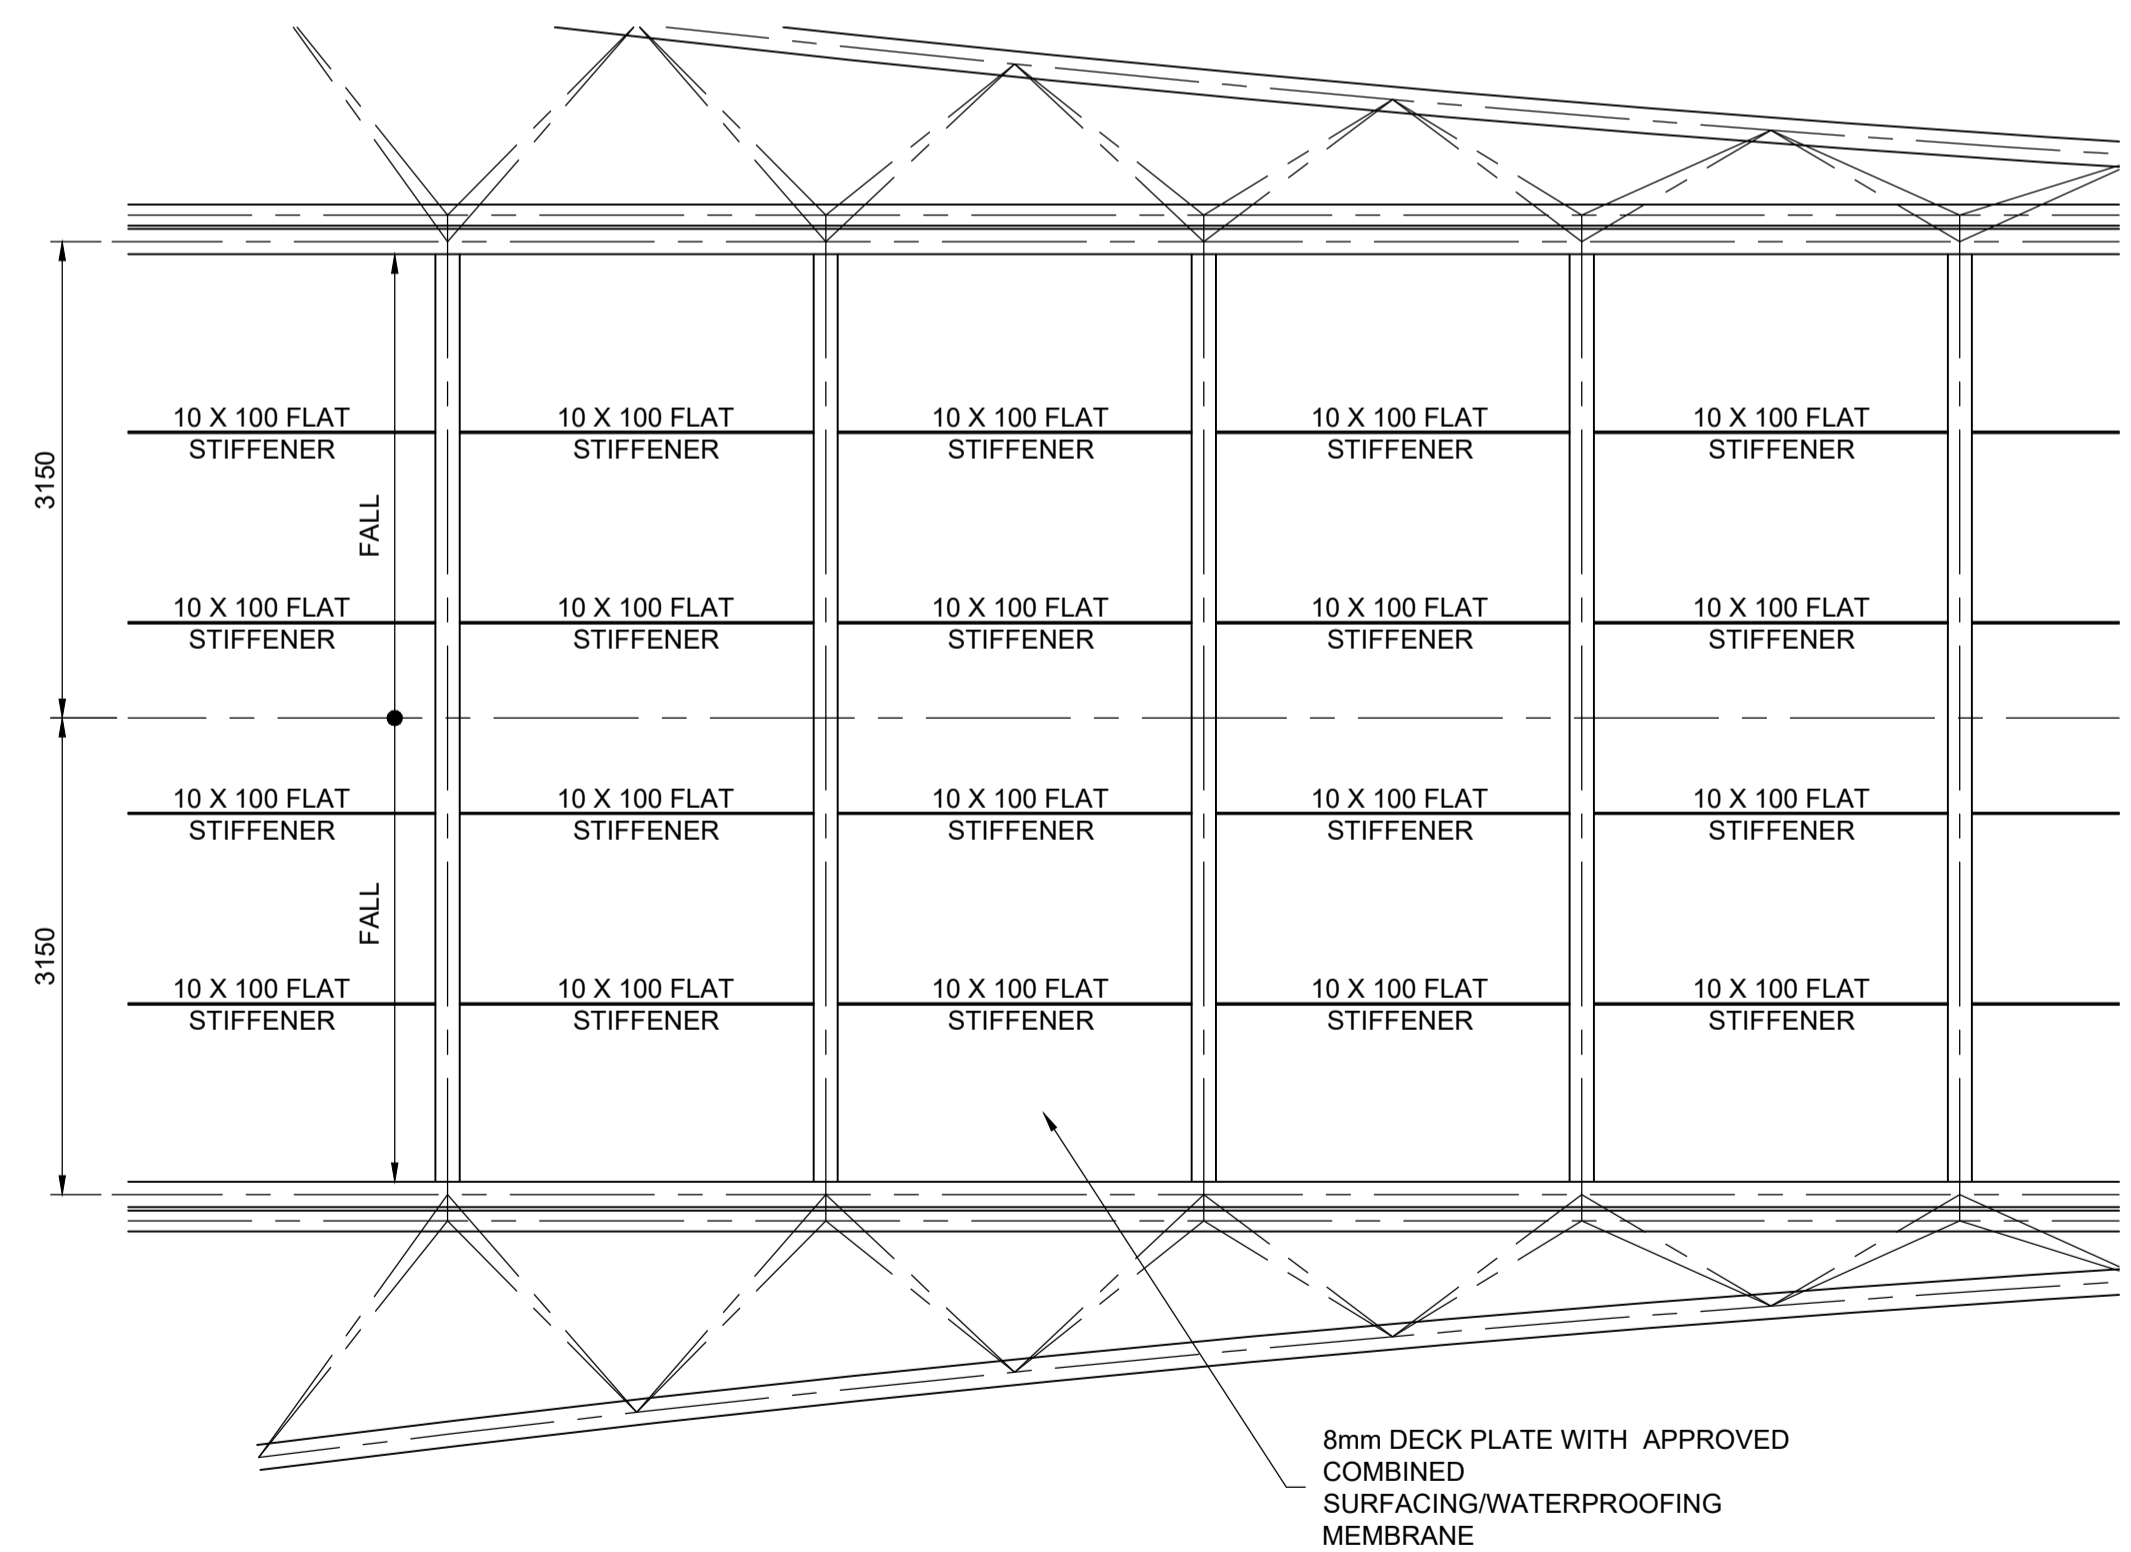 10 X 100 FLAT
STIFFENER
10 X 100 FLAT
STIFFENER
10 X 100 FLAT
STIFFENER
10 X 100 FLAT
STIFFENER
10 X 100 FLAT
STIFFENER
3150
FALL
10 X 100 FLAT
STIFFENER
10 X 100 FLAT
STIFFENER
10 X 100 FLAT
STIFFENER
10 X 100 FLAT
STIFFENER
10 X 100 FLAT
STIFFENER
10 X 100 FLAT
STIFFENER
10 X 100 FLAT
STIFFENER
10 X 100 FLAT
STIFFENER
10 X 100 FLAT
STIFFENER
10 X 100 FLAT
STIFFENER
3150
FALL
10 X 100 FLAT
STIFFENER
10 X 100 FLAT
STIFFENER
10 X 100 FLAT
STIFFENER
10 X 100 FLAT
STIFFENER
10 X 100 FLAT
STIFFENER
8mm DECK PLATE WITH  APPROVED
COMBINED
SURFACING/WATERPROOFING
MEMBRANE